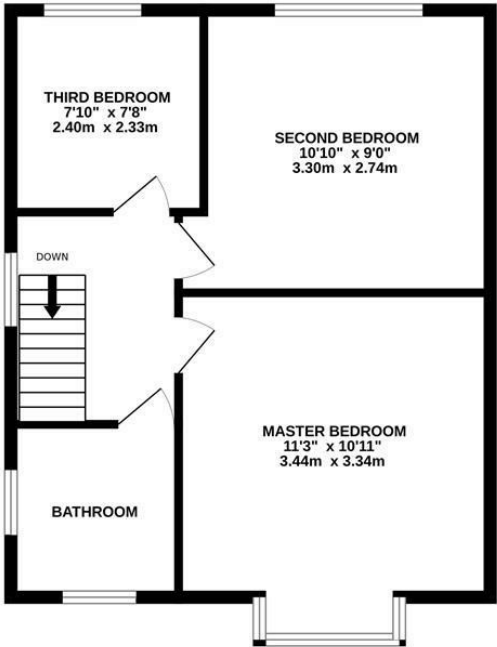 THIRD BEDROOM
7'10" x 7'8"
2.40m x 2.33m
SECOND BEDROOM
10'10" x 9'0"
3.30m x 2.74m
DOWN
MASTER BEDROOM
11'3" x 10'11"
3.44m x 3.34m
BATHROOM